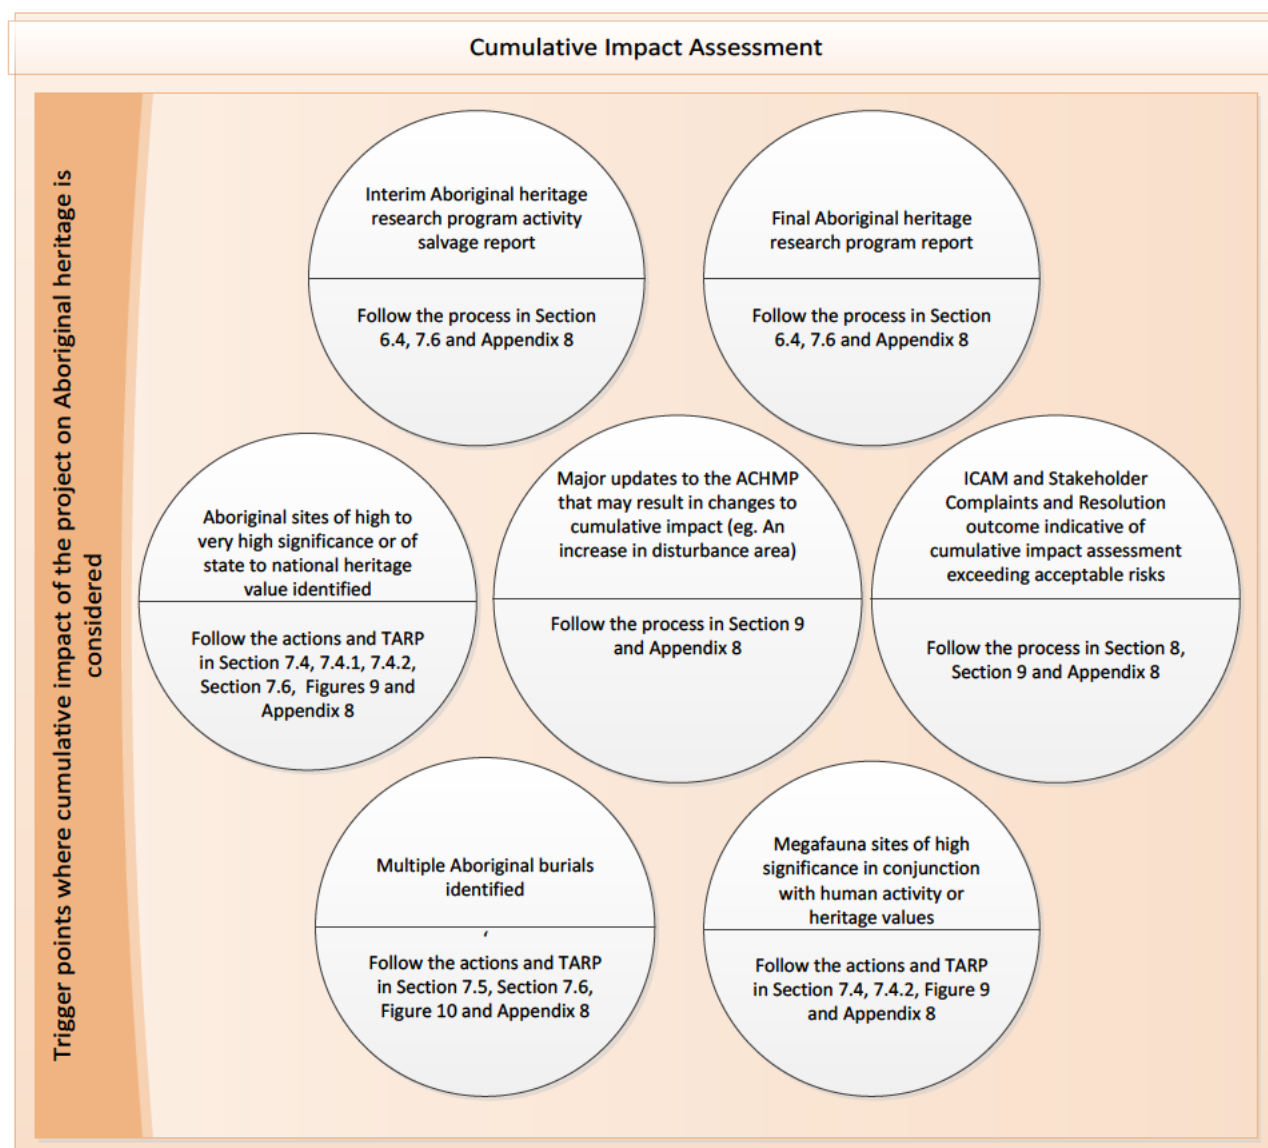 Cumulative Impact Assessment
Trigger points where cumulative impact of the project on Aboriginal heritage is
considered
Interim Aboriginal heritage
research program activity
salvage report
Follow the process in Section
6.4, 7.6 and Appendix 8
Final Aboriginal heritage
research program report
Follow the process in Section
6.4, 7.6 and Appendix 8
Aboriginal sites of high to
very high significance or of
state to national heritage
value identified
Follow the actions and TARP
in Section 7.4, 7.4.1, 7.4.2,
Section 7.6,  Figures 9 and
Appendix 8
Major updates to the ACHMP
that may result in changes to
cumulative impact (eg. An
increase in disturbance area)
Follow the process in Section 9
and Appendix 8
ICAM and Stakeholder
Complaints and Resolution
outcome indicative of
cumulative impact assessment
exceeding acceptable risks
Follow the process in Section 8,
Section 9 and Appendix 8
Multiple Aboriginal burials
identified
‘
Follow the actions and TARP
in Section 7.5, Section 7.6,
Figure 10 and Appendix 8
Megafauna sites of high
significance in conjunction
with human activity or
heritage values
Follow the actions and TARP
in Section 7.4, 7.4.2, Figure 9
and Appendix 8